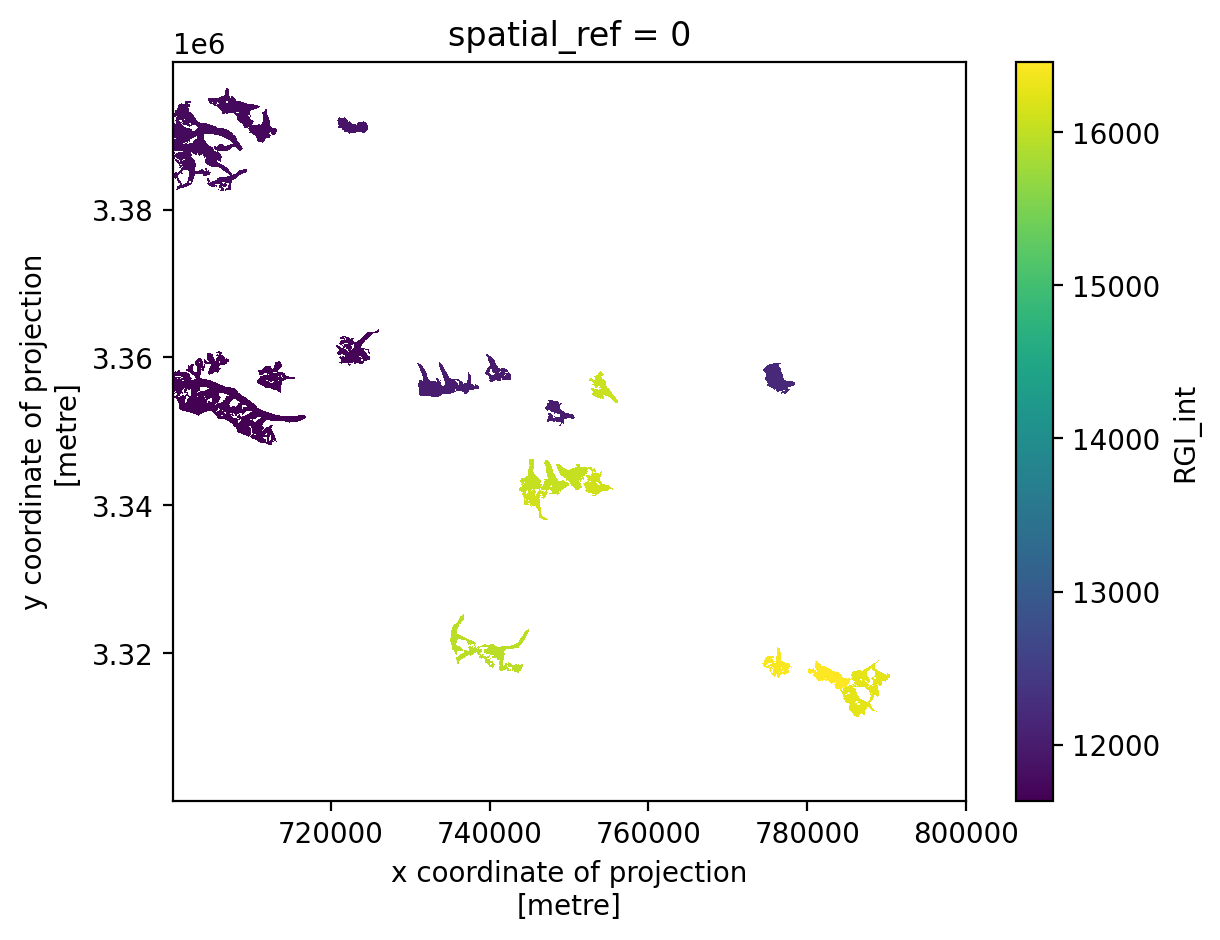 spatial_ref = 0
1e6
3.38
3.36
3.34
3.32
y coordinate of projection
[metre]
720000
740000
760000
780000
800000
x coordinate of projection
[metre]
16000
15000
14000
13000
12000
RGI_int